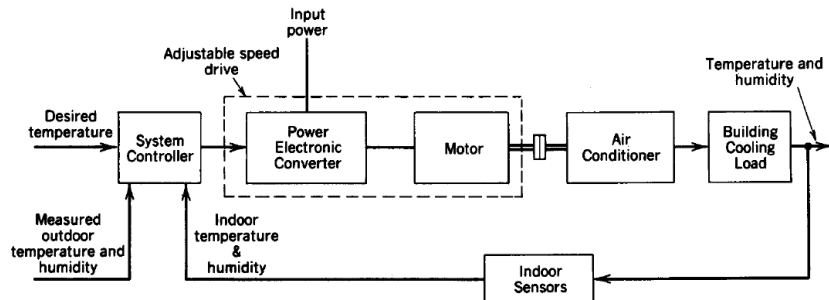 Input
power
Adjustable speed
drive
Temperature and
humidity
Desired
temperature
System
Controller
Power
Electronic
Converter
Motor
Air
Conditioner
Building
Cooling
Load
Measured
outdoor
temperature and
humidity
Indoor
temperature
&
humidity
Indoor
Sensors